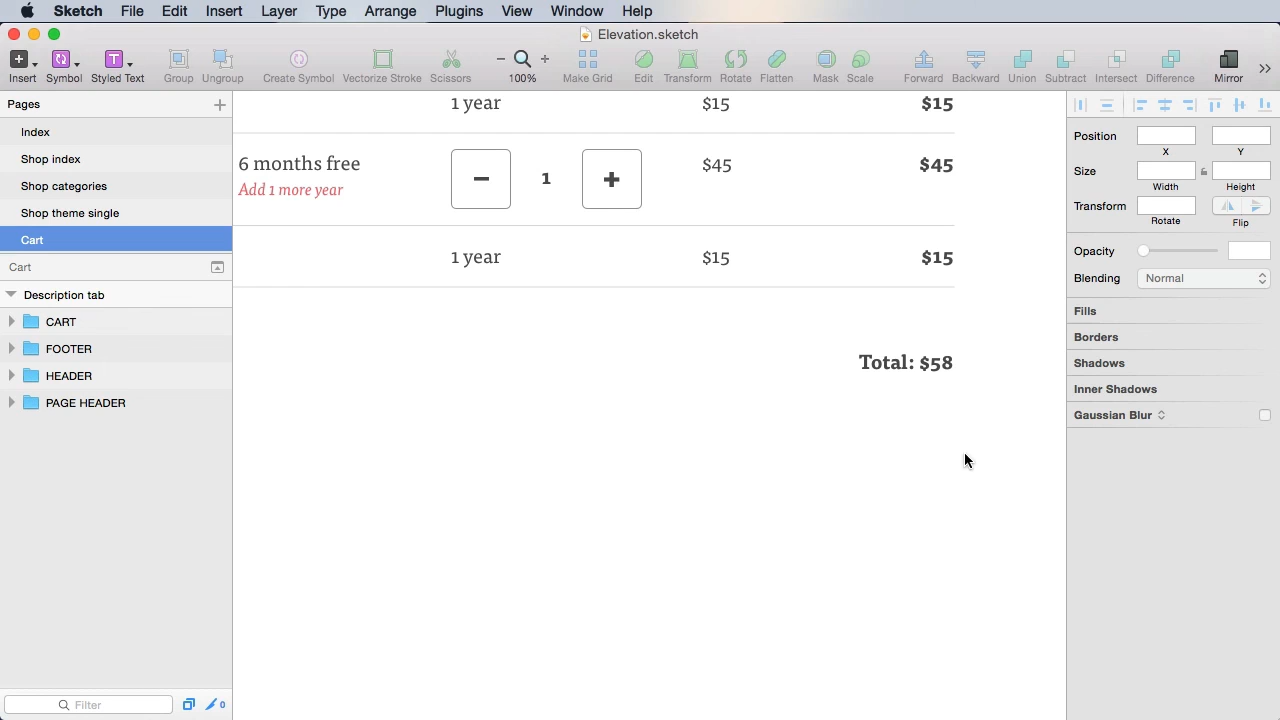 Sketch File Edit Insert Layer Type Arrange Plugins View Window Help
Elevation.sketch
Insert Symbol Styled Text Group Ungroup Create Symbol Vectorize Stroke Scissors 100% Make Grid Edit Transform Rotate Flatten Mask Scale Forward Backward Union Subtract Intersect Difference Mirror
Pages
Index
Shop index
Shop categories
Shop theme single
Cart
Cart
Description tab
CART
FOOTER
HEADER
PAGE HEADER
Filter
0
1 year $15 $15
6 months free
Add 1 more year
− 1 + $45 $45
1 year $15 $15
Total: $58
Position
X Y
Size
Width Height
Transform
Rotate Flip
Opacity
Blending Normal
Fills
Borders
Shadows
Inner Shadows
Gaussian Blur